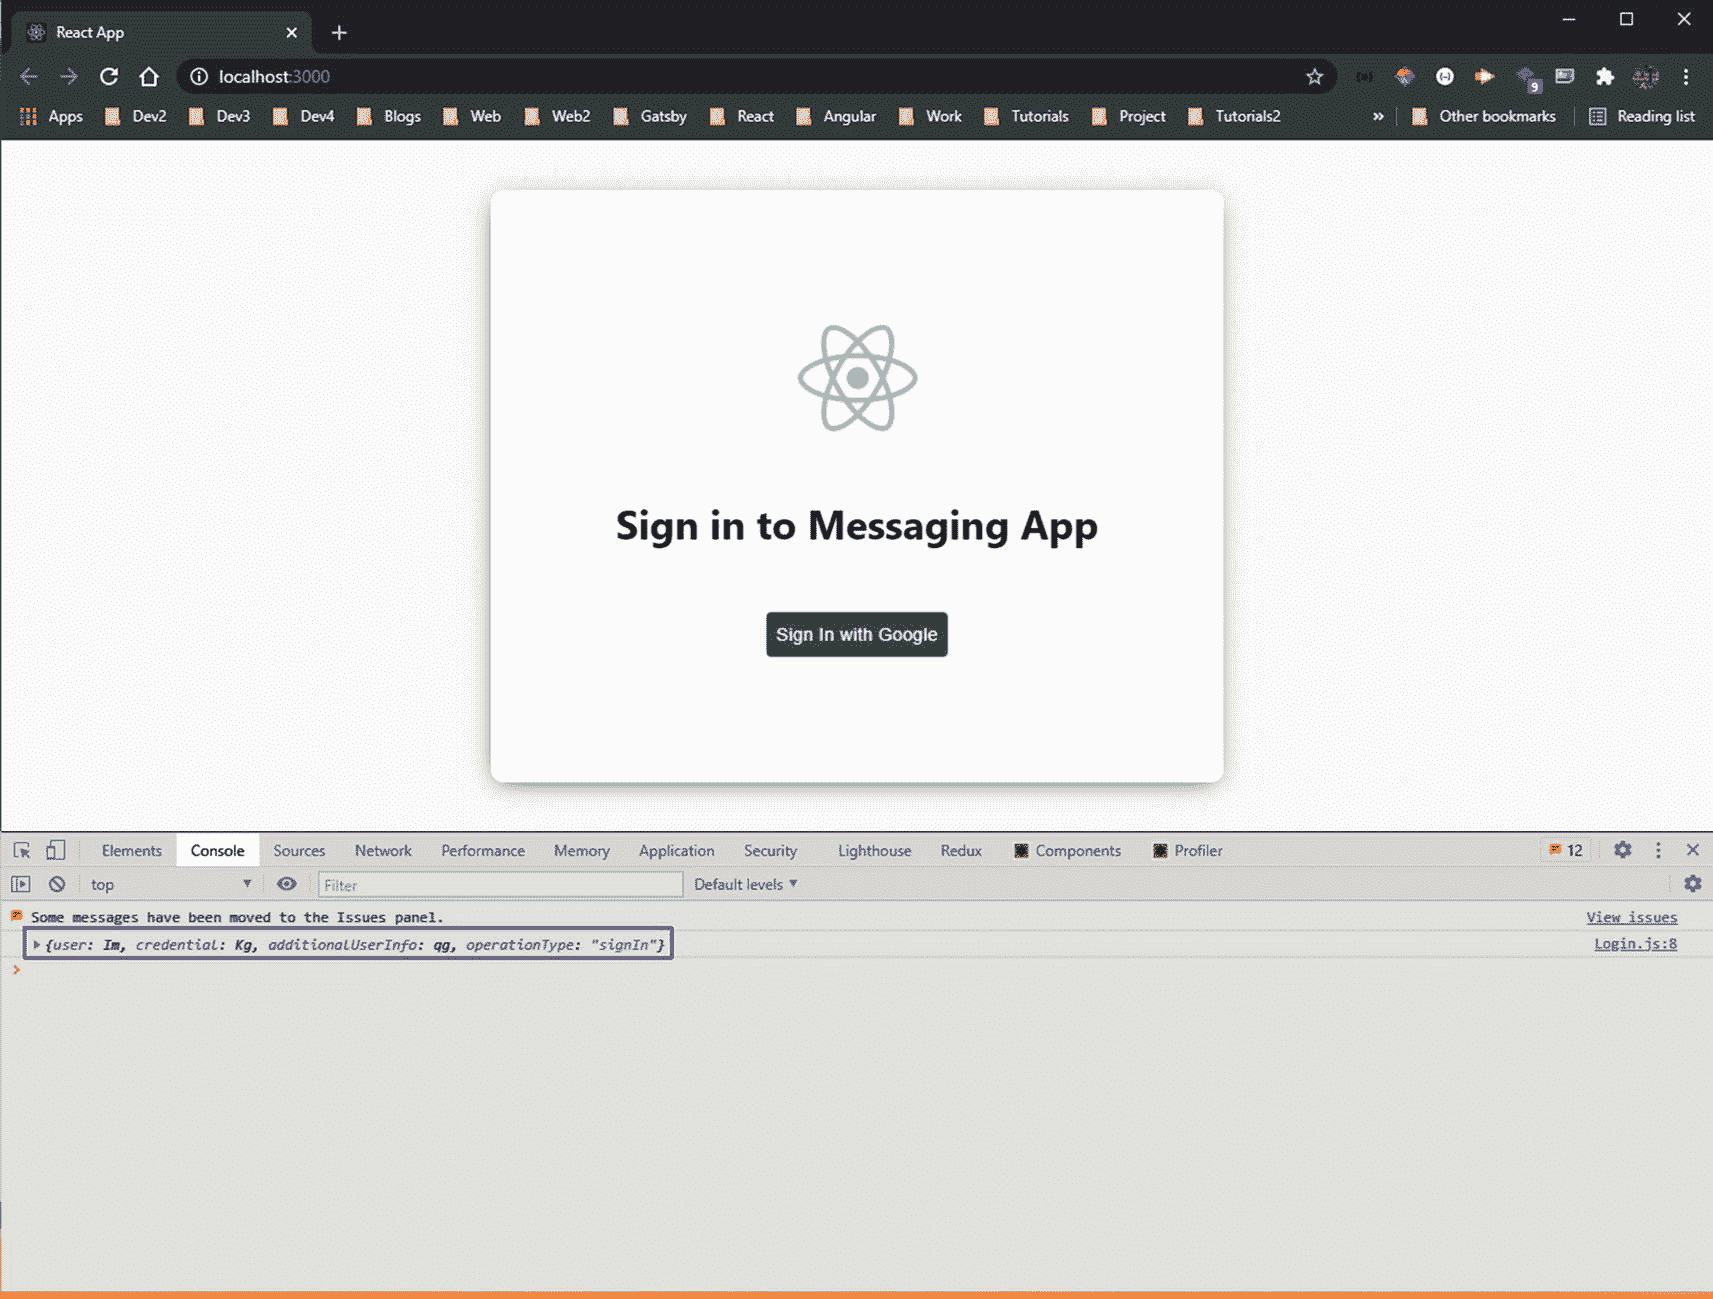 React App
localhost:3000
9
Apps Dev2 Dev3 Dev4 Blogs Web Web2 Gatsby React Angular Work Tutorials Project Tutorials2 » Other bookmarks Reading list
Sign in to Messaging App
Sign In with Google
Elements Console Sources Network Performance Memory Application Security Lighthouse Redux Components Profiler 12
top Filter Default levels
Some messages have been moved to the Issues panel. View issues
{user: Im, credential: Kg, additionalUserInfo: qg, operationType: "signIn"} Login.js:8